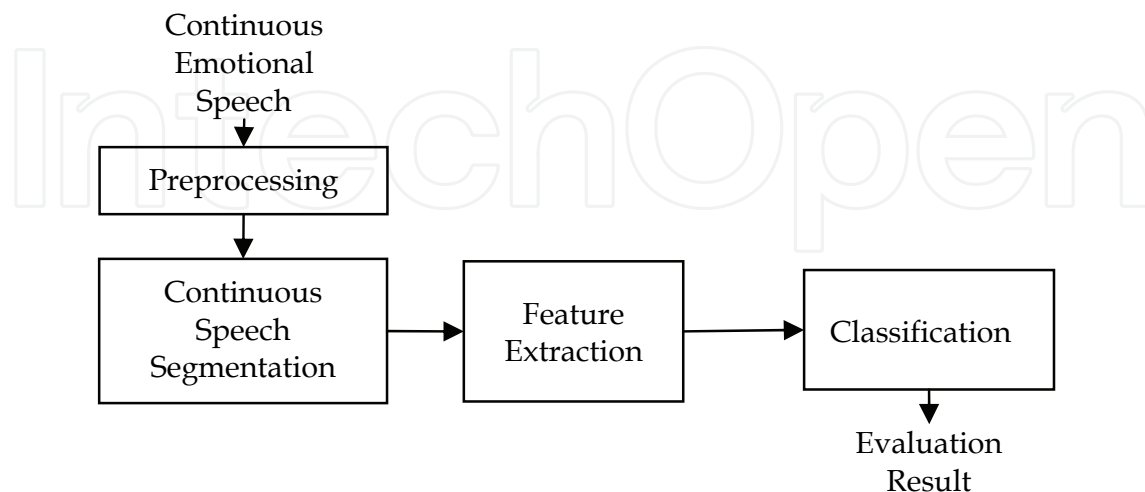 Continuous
Emotional
Speech
IntechOpen
Preprocessing
Continuous
Speech
Segmentation
Feature
Extraction
Classification
Evaluation
Result